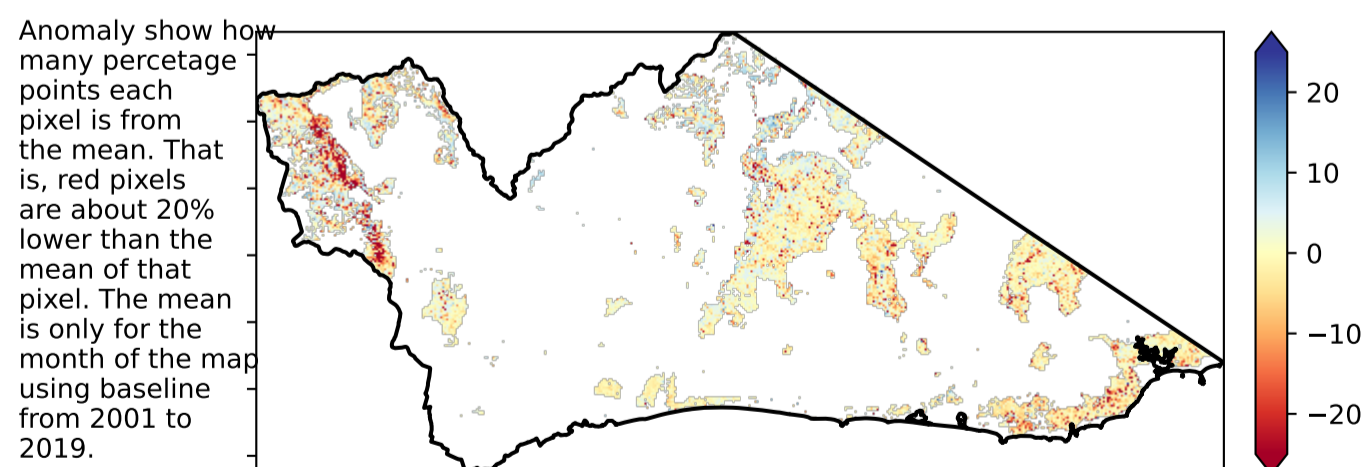 Anomaly show how
many percetage
points each
pixel is from
the mean. That
is, red pixels
are about 20%
lower than the
mean of that
pixel. The mean
is only for the
month of the map
using baseline
from 2001 to
2019.
20
10
0
−10
−20